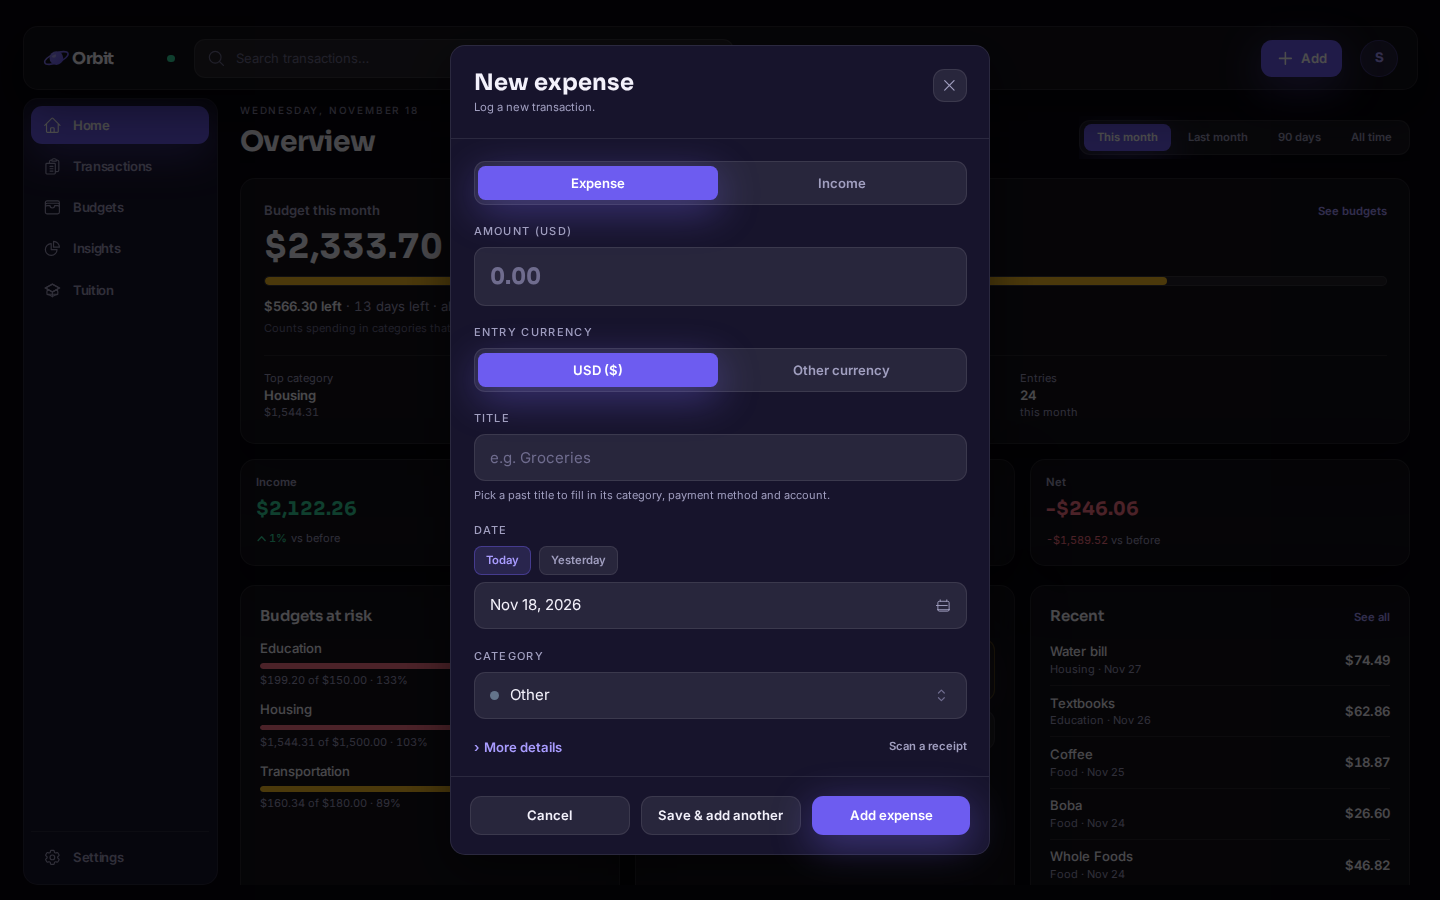 Orbit
Search transactions...
Add
S
Home
Transactions
Budgets
Insights
Tuition
Settings
WEDNESDAY, NOVEMBER 18
Overview
This month
Last month
90 days
All time
Budget this month
See budgets
$2,333.70
$566.30 left · 13 days left ·
Counts spending in categories that
Top category
Housing
$1,544.31
Entries
24
this month
Income
$2,122.26
1% vs before
Net
-$246.06
-$1,589.52 vs before
Budgets at risk
Education
$199.20 of $150.00 · 133%
Housing
$1,544.31 of $1,500.00 · 103%
Transportation
$160.34 of $180.00 · 89%
Recent
See all
Water bill
$74.49
Housing · Nov 27
Textbooks
$62.86
Education · Nov 26
Coffee
$18.87
Food · Nov 25
Boba
$26.60
Food · Nov 24
Whole Foods
$46.82
Food · Nov 24
New expense
Log a new transaction.
Expense
Income
AMOUNT (USD)
0.00
ENTRY CURRENCY
USD ($)
Other currency
TITLE
e.g. Groceries
Pick a past title to fill in its category, payment method and account.
DATE
Today
Yesterday
Nov 18, 2026
CATEGORY
Other
› More details
Scan a receipt
Cancel
Save & add another
Add expense